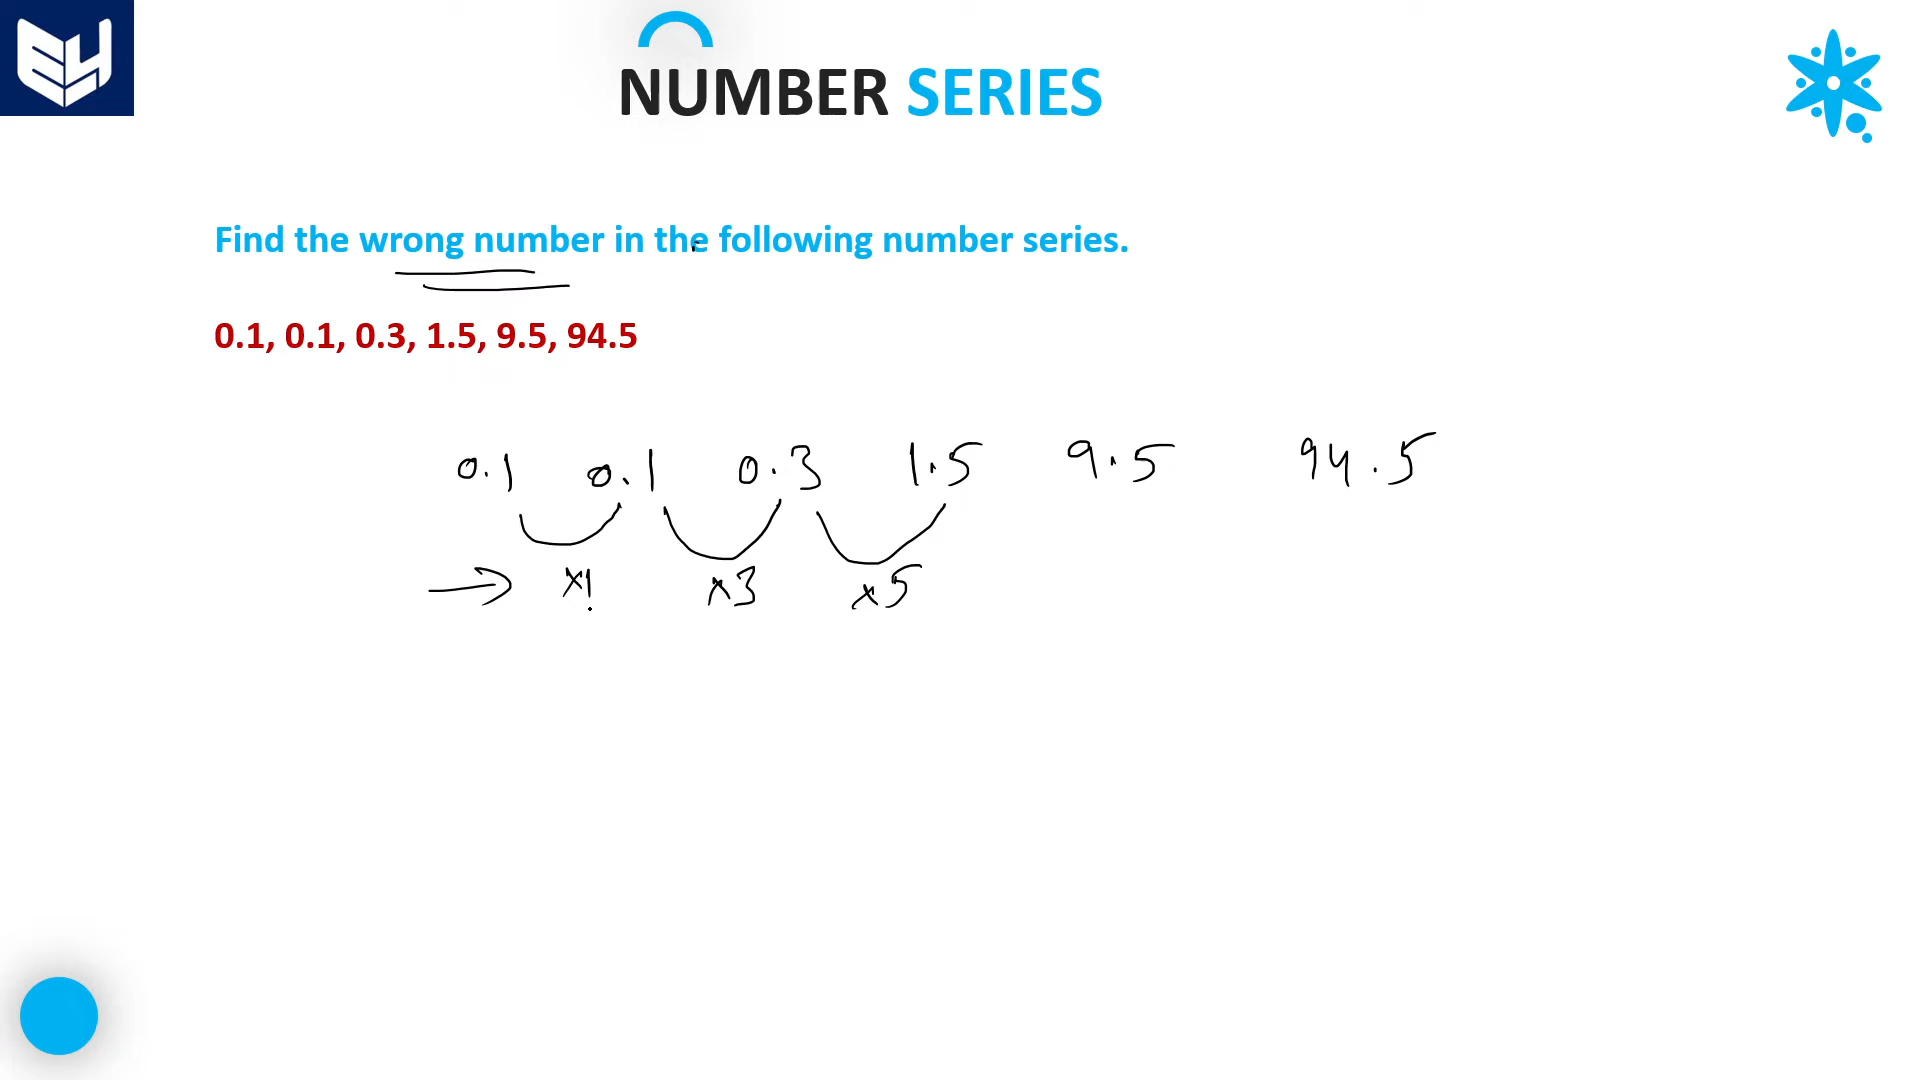 NUMBER SERIES
Find the wrong number in the following number series.
0.1, 0.1, 0.3, 1.5, 9.5, 94.5
0.1 0.1 0.3 1.5 9.5 94.5
×1 ×3 ×5